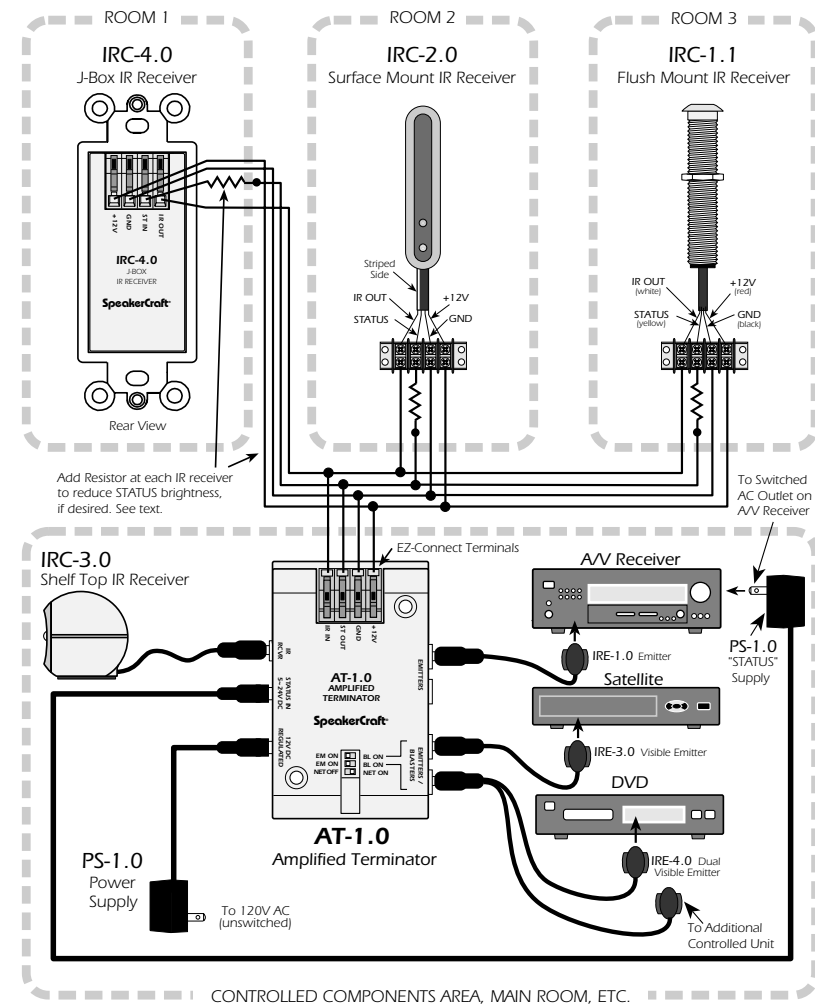 ROOM 1
ROOM 2
ROOM 3
IRC-4.0
J-Box IR Receiver
IRC-2.0
Surface Mount IR Receiver
IRC-1.1
Flush Mount IR Receiver
+12V
GND
ST IN
IR OUT
IRC-4.0
J-BOX
IR RECEIVER
SpeakerCraft
Rear View
Striped
Side
IR OUT
+12V
STATUS
GND
IR OUT
(white)
+12V
(red)
STATUS
(yellow)
GND
(black)
Add Resistor at each IR receiver
to reduce STATUS brightness,
if desired. See text.
To Switched
AC Outlet on
A/V Receiver
IRC-3.0
Shelf Top IR Receiver
EZ-Connect Terminals
A/V Receiver
IR IN
ST OUT
GND
+12V
IR
RCVR
STATUS IN
5~24V DC
12V DC
REGULATED
AT-1.0
AMPLIFIED
TERMINATOR
SpeakerCraft
EMITTERS
EMITTERS /
BLASTERS
EM ON
BL ON
EM ON
BL ON
NET OFF
NET ON
IRE-1.0 Emitter
PS-1.0
"STATUS"
Supply
Satellite
IRE-3.0 Visible Emitter
DVD
AT-1.0
Amplified Terminator
IRE-4.0 Dual
Visible Emitter
PS-1.0
Power
Supply
To 120V AC
(unswitched)
To Additional
Controlled Unit
CONTROLLED COMPONENTS AREA, MAIN ROOM, ETC.